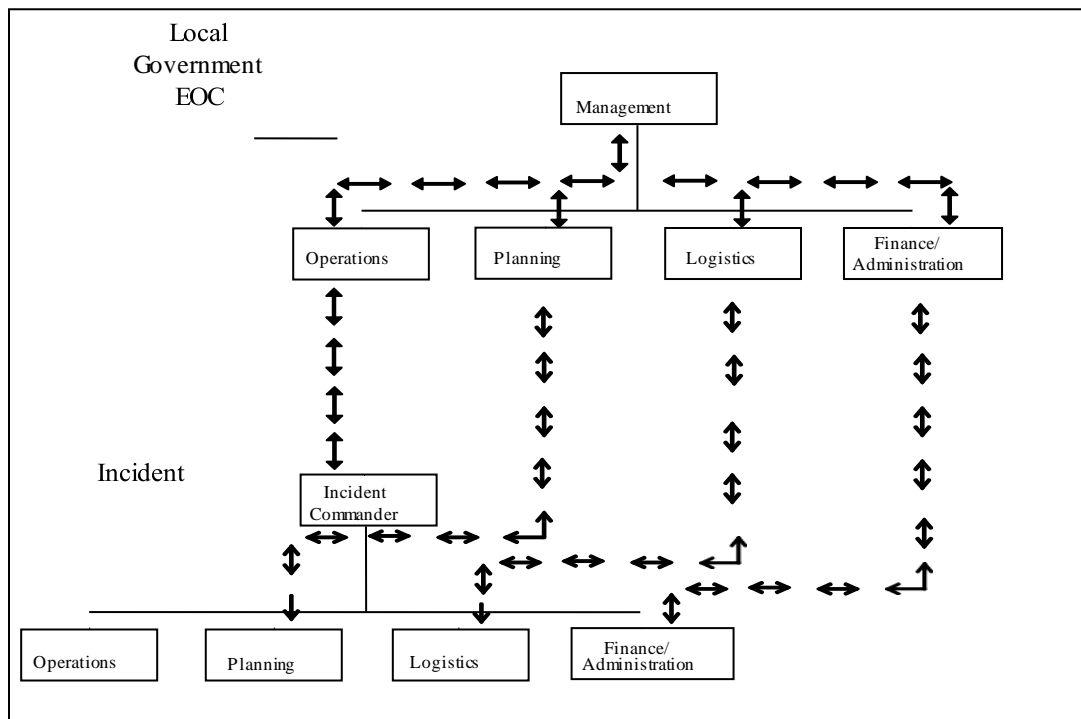 Local
Government
EOC
Management
Operations
Planning
Logistics
Finance/
Administration
Incident
Incident
Commander
Operations
Planning
Logistics
Finance/
Administration